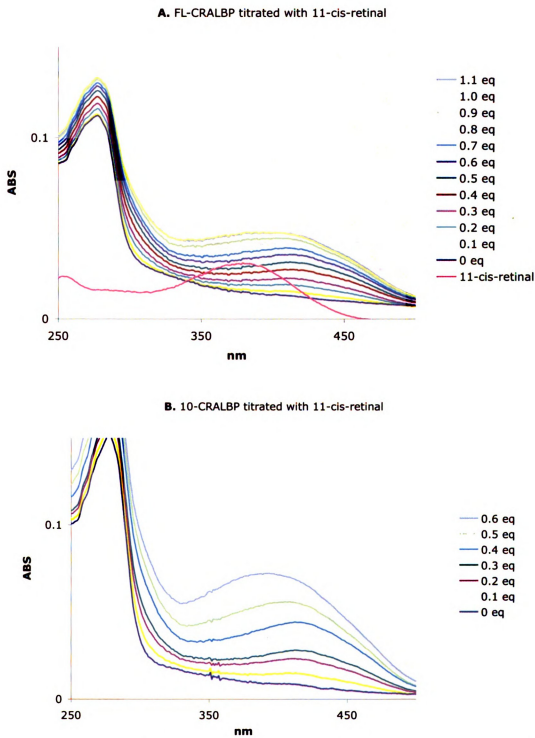 A. FL-CRALBP titrated with 11-cis-retinal
ABS
0.1
0
250
350
450
nm
1.1 eq
1.0 eq
0.9 eq
0.8 eq
0.7 eq
0.6 eq
0.5 eq
0.4 eq
0.3 eq
0.2 eq
0.1 eq
0 eq
11-cis-retinal
B. 10-CRALBP titrated with 11-cis-retinal
ABS
0.1
0
250
350
450
nm
0.6 eq
0.5 eq
0.4 eq
0.3 eq
0.2 eq
0.1 eq
0 eq